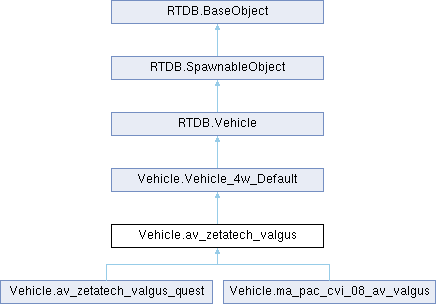 RTDB.BaseObject
RTDB.SpawnableObject
RTDB.Vehicle
Vehicle.Vehicle_4w_Default
Vehicle.av_zetatech_valgus
Vehicle.av_zetatech_valgus_quest
Vehicle.ma_pac_cvi_08_av_valgus